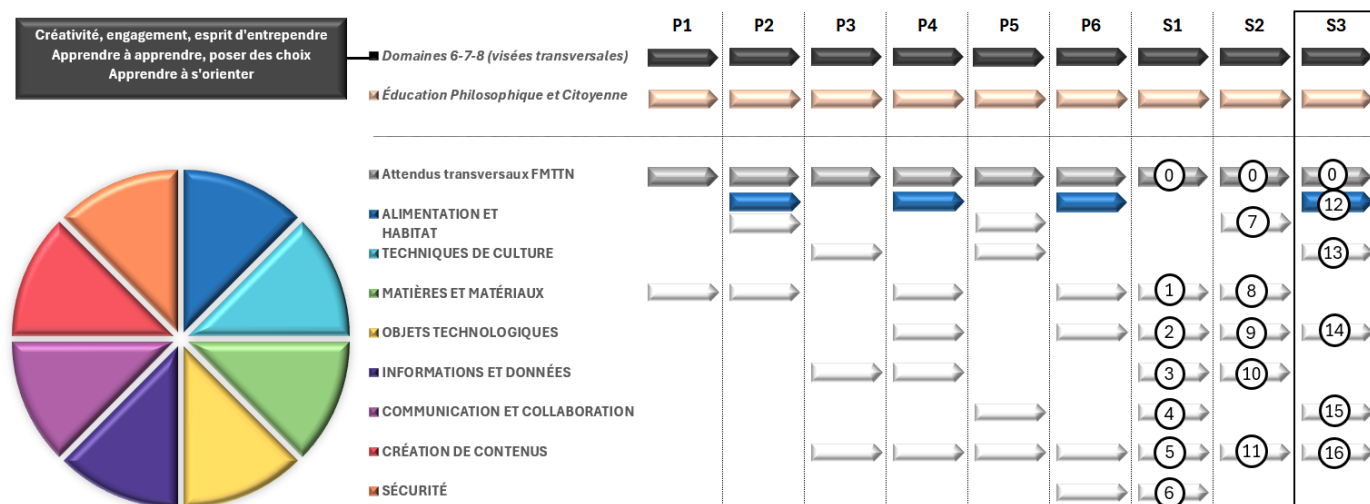 P1 P2 P3 P4 P5 P6 S1 S2 S3
Créativité, engagement, esprit d'entrependre
Apprendre à apprendre, poser des choix
Apprendre à s'orienter
Domaines 6-7-8 (visées transversales)
Éducation Philosophique et Citoyenne
Attendus transversaux FMTTN 0 0 0
12
ALIMENTATION ET
HABITAT
7
TECHNIQUES DE CULTURE 13
MATIÈRES ET MATÉRIAUX 1 8
OBJETS TECHNOLOGIQUES 2 9 14
INFORMATIONS ET DONNÉES 3 10
COMMUNICATION ET COLLABORATION 4 15
CRÉATION DE CONTENUS 5 11 16
SÉCURITÉ 6